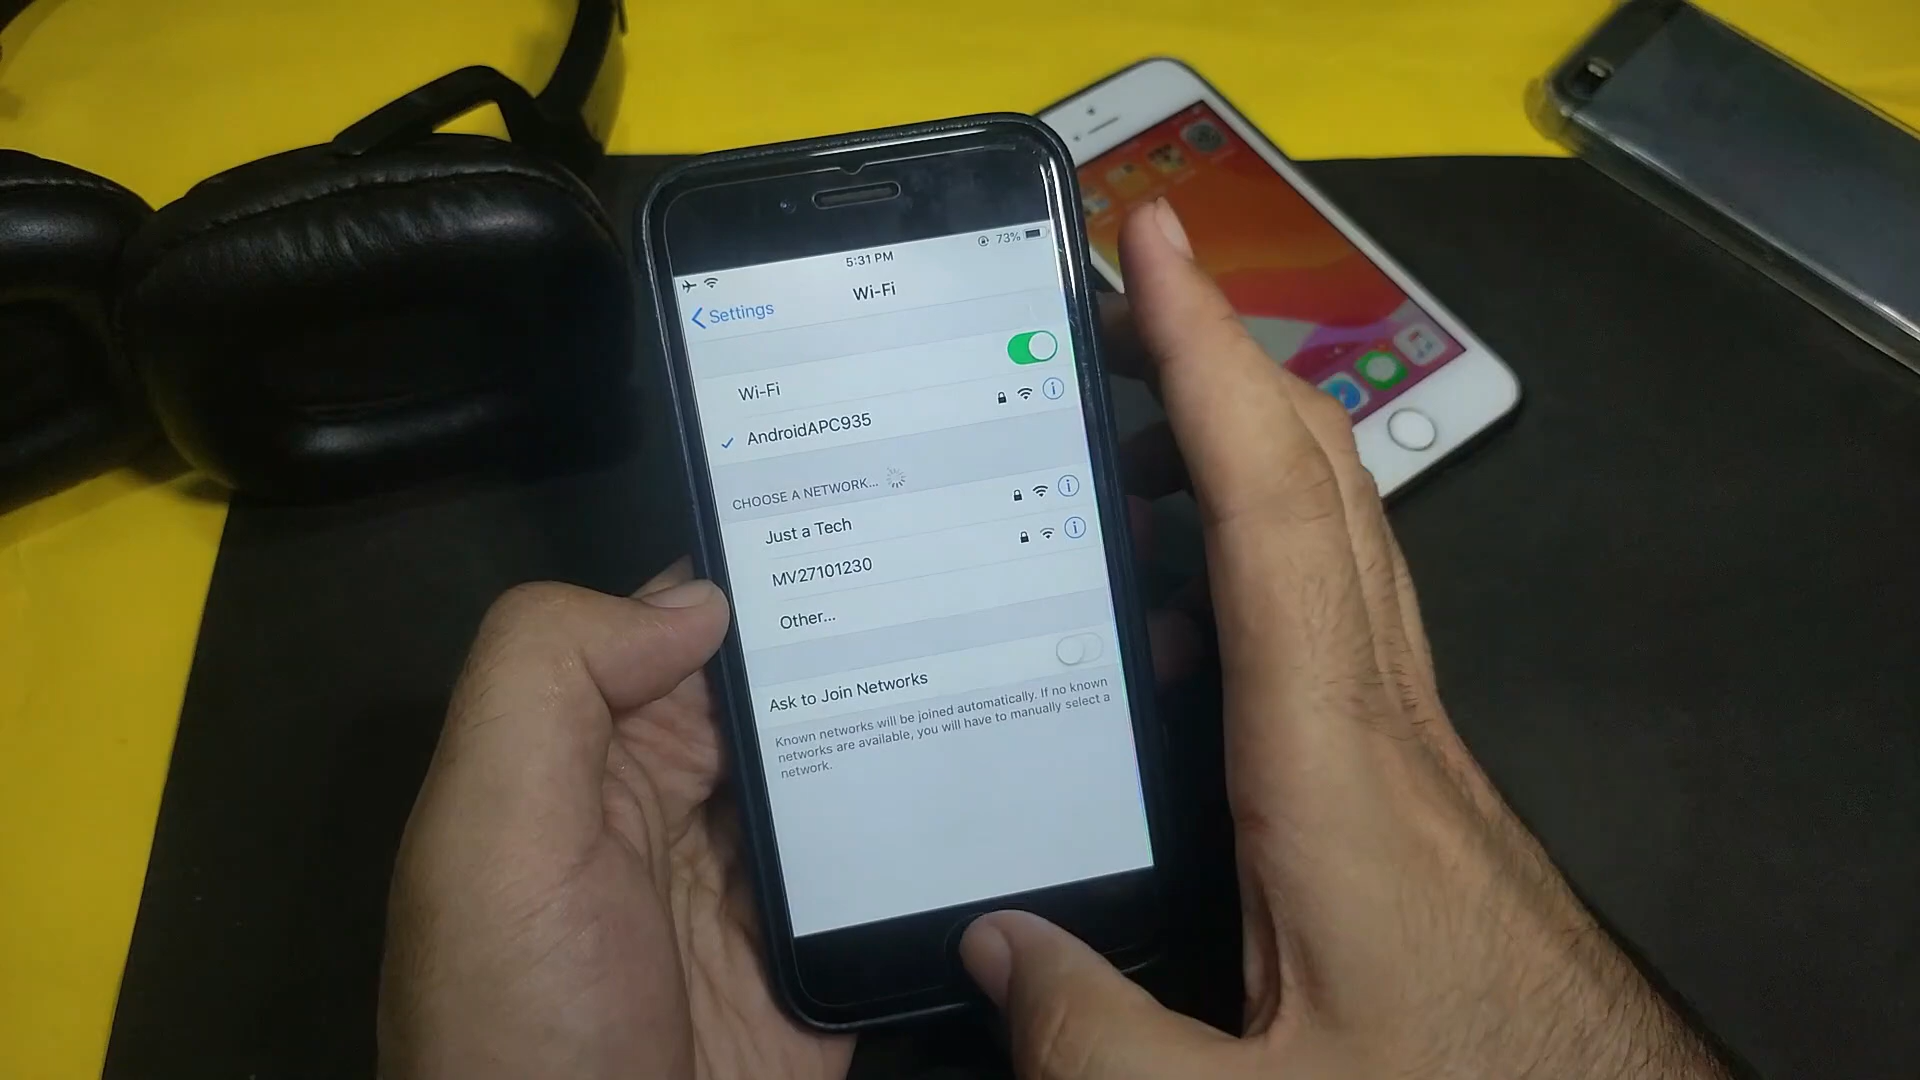 5:31 PM
73%
Settings
Wi-Fi
Wi-Fi
AndroidAPC935
CHOOSE A NETWORK...
Just a Tech
MV27101230
Other...
Ask to Join Networks
Known networks will be joined automatically. If no known
networks are available, you will have to manually select a
network.